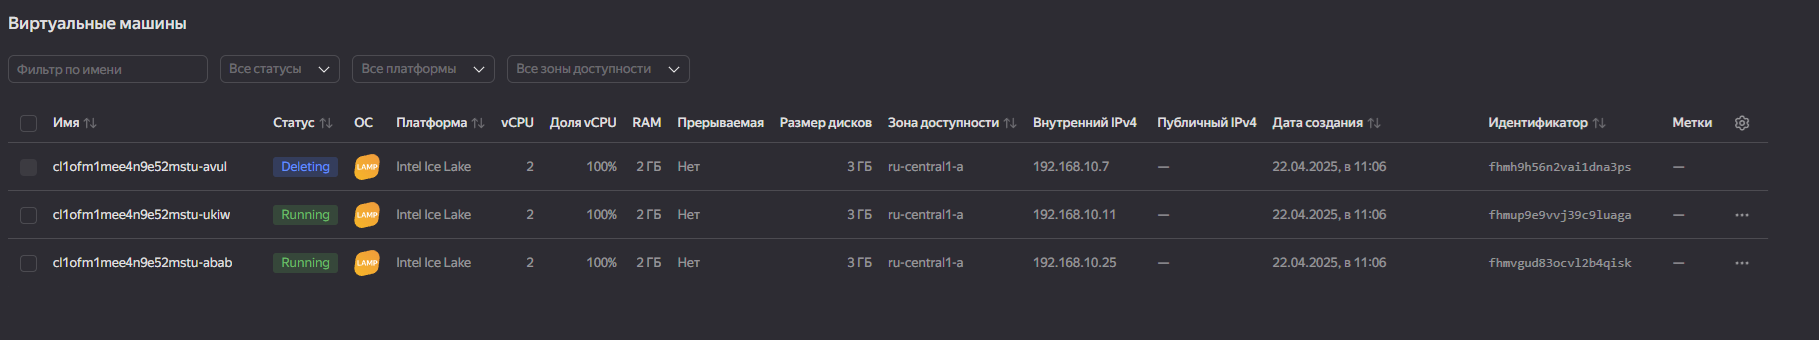 Виртуальные машины
Фильтр по имени Все статусы Все платформы Все зоны доступности
Имя Статус ОС Платформа vCPU Доля vCPU RAM Прерываемая Размер дисков Зона доступности Внутренний IPv4 Публичный IPv4 Дата создания Идентификатор Метки
cl1ofm1mee4n9e52mstu-avul Deleting LAMP Intel Ice Lake 2 100% 2 ГБ Нет 3 ГБ ru-central1-a 192.168.10.7 — 22.04.2025, в 11:06 fhmh9h56n2vai1dna3ps —
cl1ofm1mee4n9e52mstu-ukiw Running LAMP Intel Ice Lake 2 100% 2 ГБ Нет 3 ГБ ru-central1-a 192.168.10.11 — 22.04.2025, в 11:06 fhmup9e9vvj39c9luaga — ···
cl1ofm1mee4n9e52mstu-abab Running LAMP Intel Ice Lake 2 100% 2 ГБ Нет 3 ГБ ru-central1-a 192.168.10.25 — 22.04.2025, в 11:06 fhmvgud83ocvl2b4qisk — ···